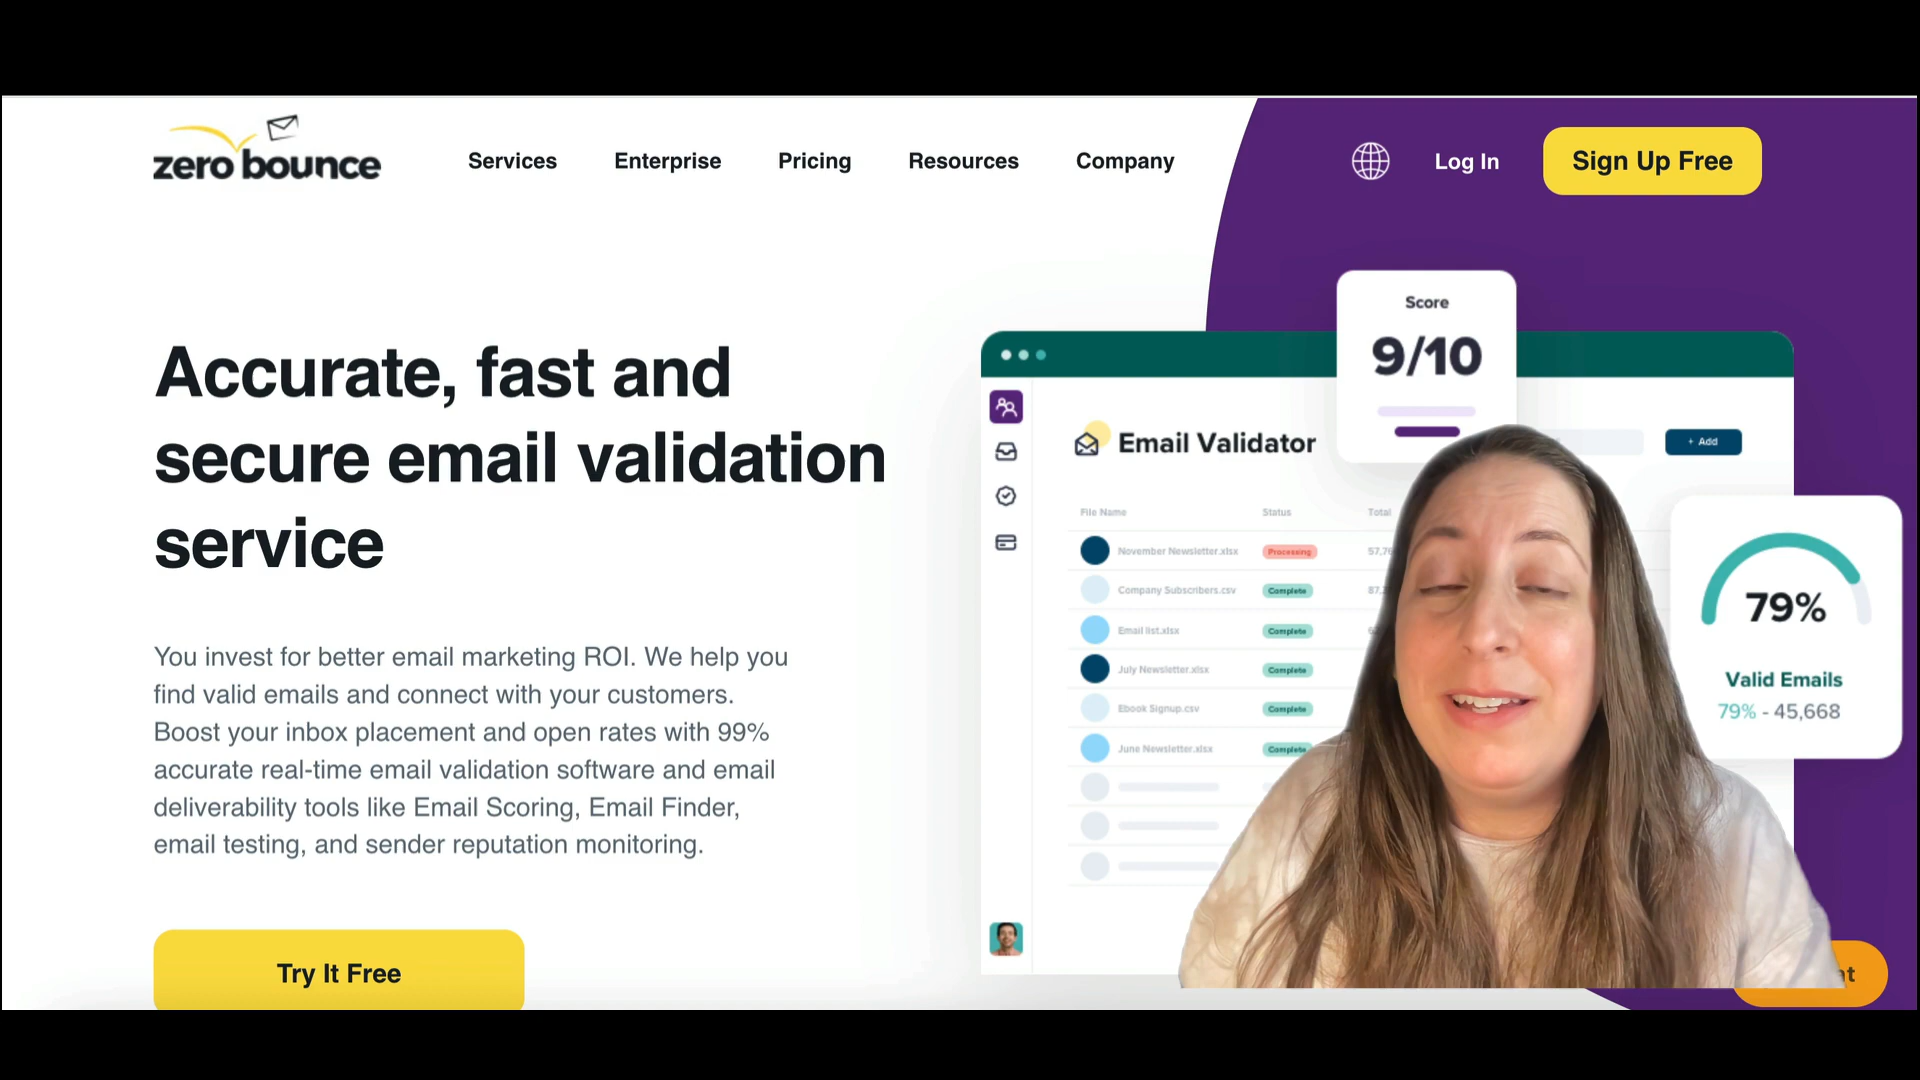 zero bounce
Services
Enterprise
Pricing
Resources
Company
Log In
Sign Up Free
Accurate, fast and
secure email validation
service
You invest for better email marketing ROI. We help you
find valid emails and connect with your customers.
Boost your inbox placement and open rates with 99%
accurate real-time email validation software and email
deliverability tools like Email Scoring, Email Finder,
email testing, and sender reputation monitoring.
Try It Free
Score
9/10
Email Validator
+ Add
File Name
Status
Total
November Newsletter.xlsx
Processing
Company Subscribers.csv
Complete
Email list.xlsx
Complete
July Newsletter.xlsx
Complete
Ebook Signup.csv
Complete
June Newsletter.xlsx
Complete
79%
Valid Emails
79% - 45,668